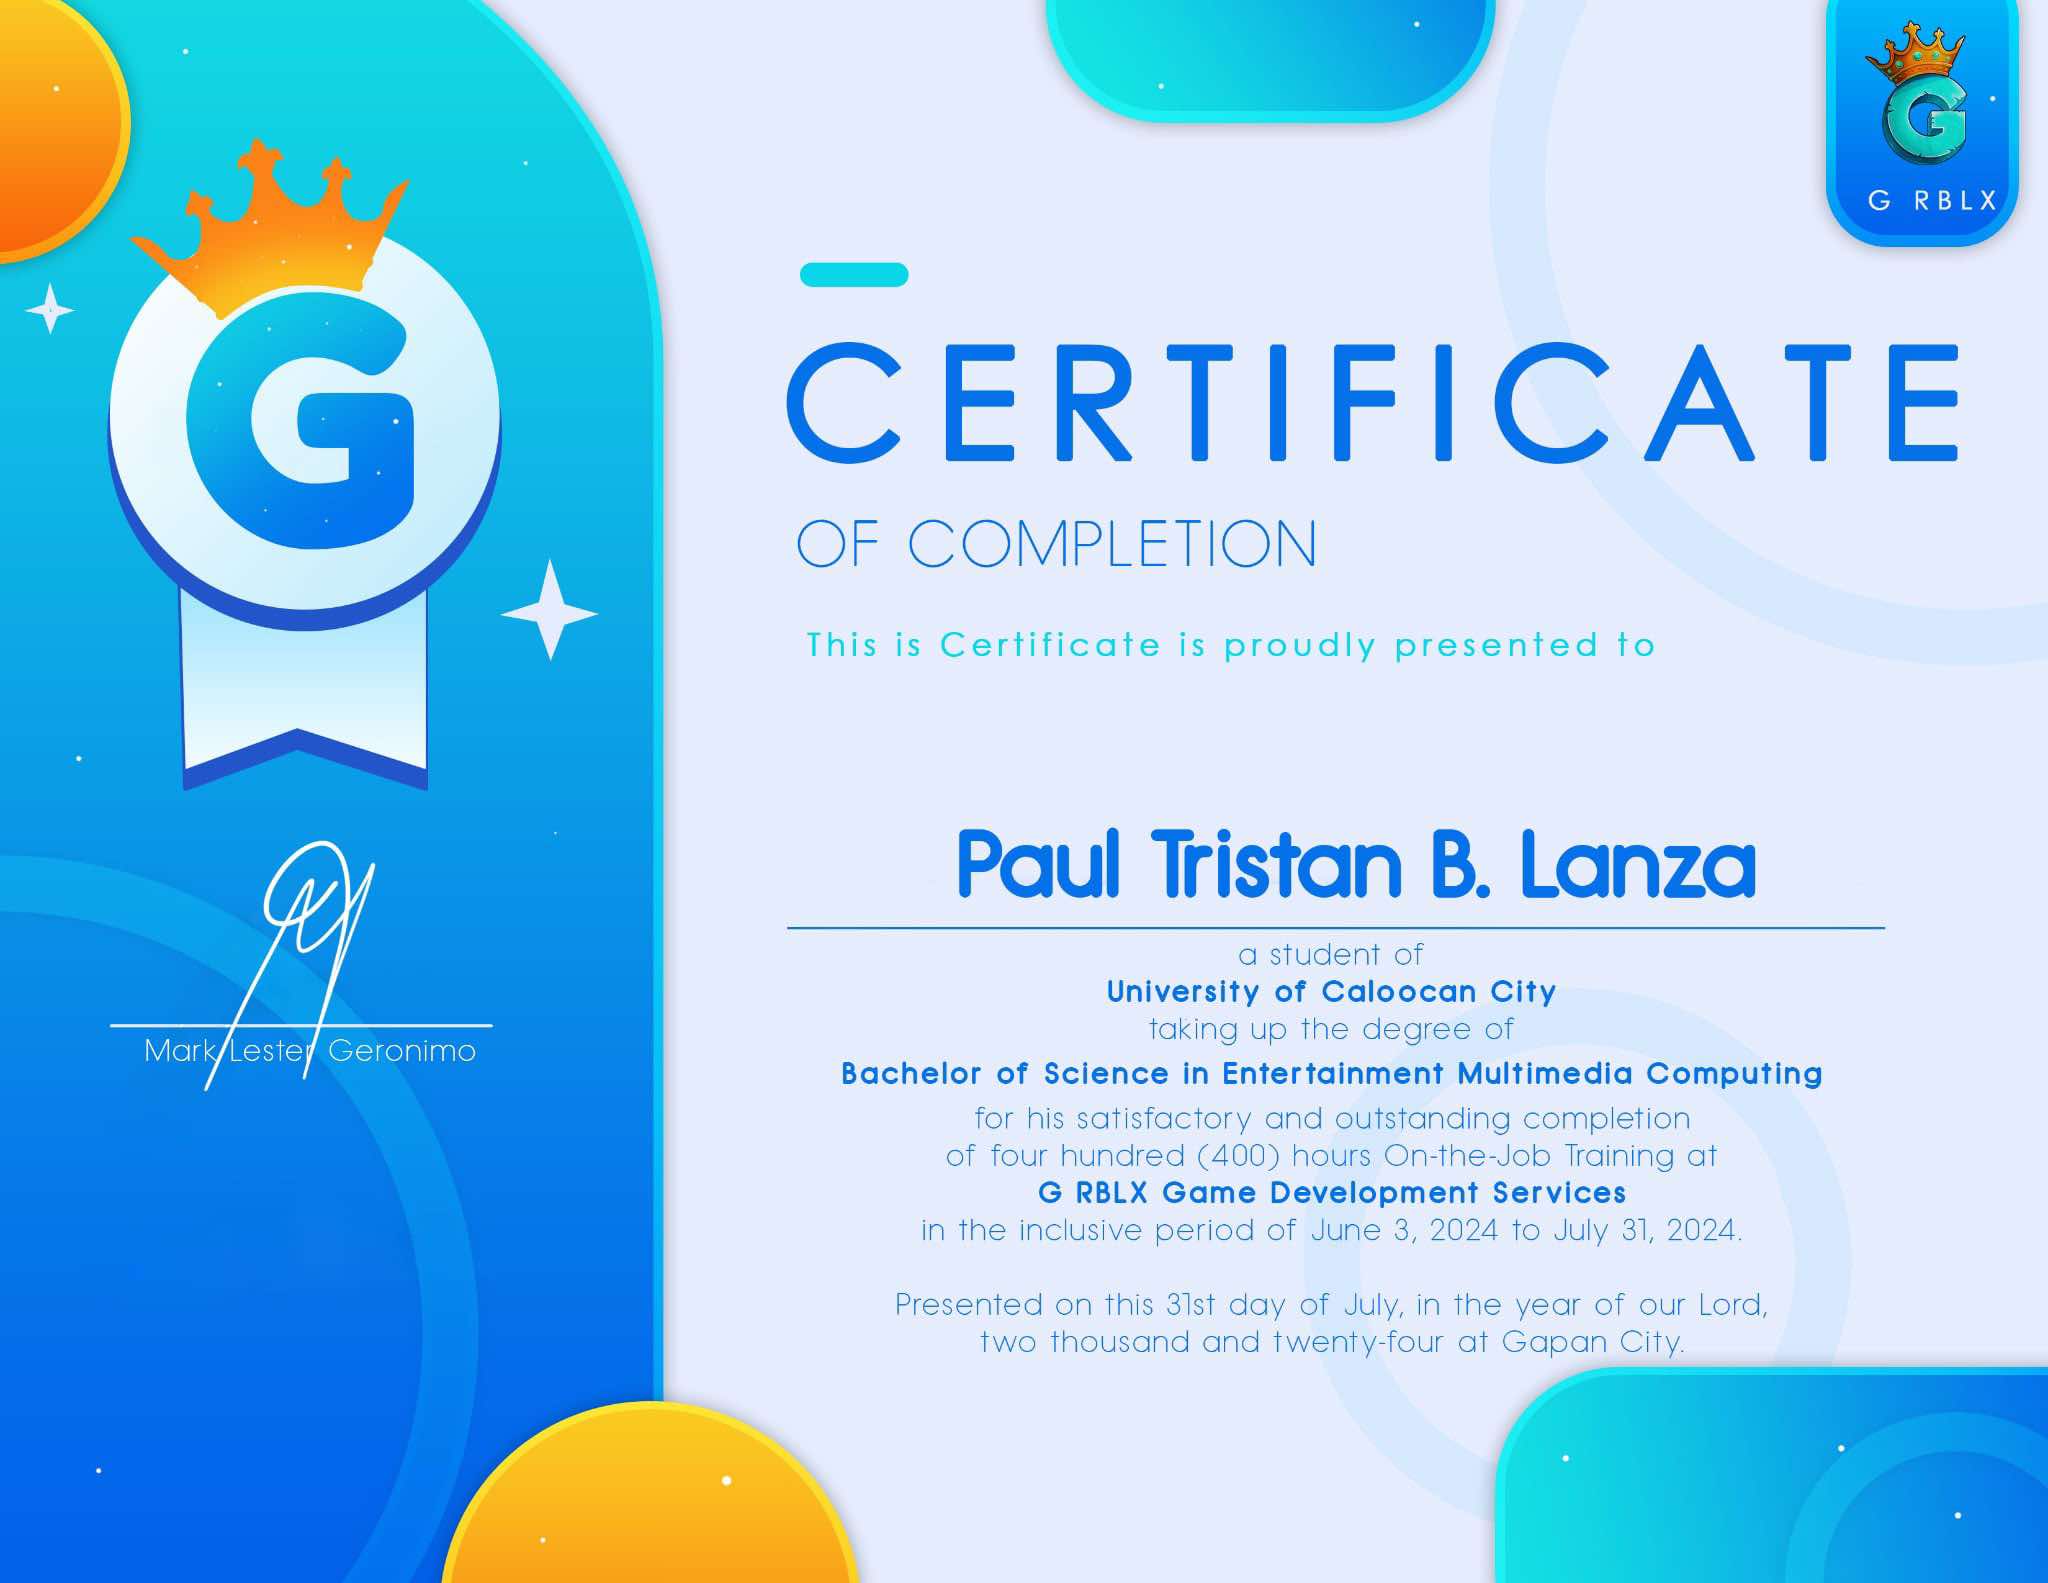 G
G
G RBLX
CERTIFICATE
OF COMPLETION
This is Certificate is proudly presented to
Paul Tristan B. Lanza
a student of
University of Caloocan City
taking up the degree of
Bachelor of Science in Entertainment Multimedia Computing
for his satisfactory and outstanding completion
of four hundred (400) hours On-the-Job Training at
G RBLX Game Development Services
in the inclusive period of June 3, 2024 to July 31, 2024.
Presented on this 31st day of July, in the year of our Lord,
two thousand and twenty-four at Gapan City.
Mark Lester Geronimo